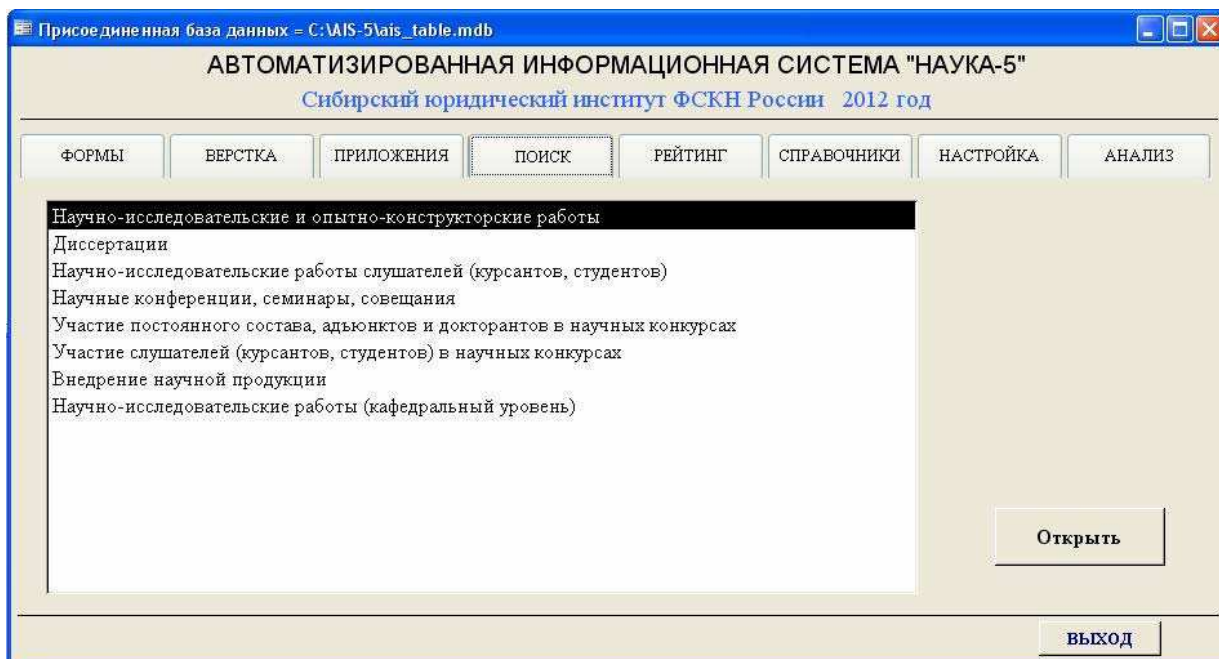 Присоединенная база данных = C:\AIS-5\ais_table.mdb
АВТОМАТИЗИРОВАННАЯ ИНФОРМАЦИОННАЯ СИСТЕМА "НАУКА-5"
Сибирский юридический институт ФСКН России 2012 год
ФОРМЫ ВЕРСТКА ПРИЛОЖЕНИЯ ПОИСК РЕЙТИНГ СПРАВОЧНИКИ НАСТРОЙКА АНАЛИЗ
Научно-исследовательские и опытно-конструкторские работы
Диссертации
Научно-исследовательские работы слушателей (курсантов, студентов)
Научные конференции, семинары, совещания
Участие постоянного состава, адьюнктов и докторантов в научных конкурсах
Участие слушателей (курсантов, студентов) в научных конкурсах
Внедрение научной продукции
Научно-исследовательские работы (кафедральный уровень)
Открыть
ВЫХОД